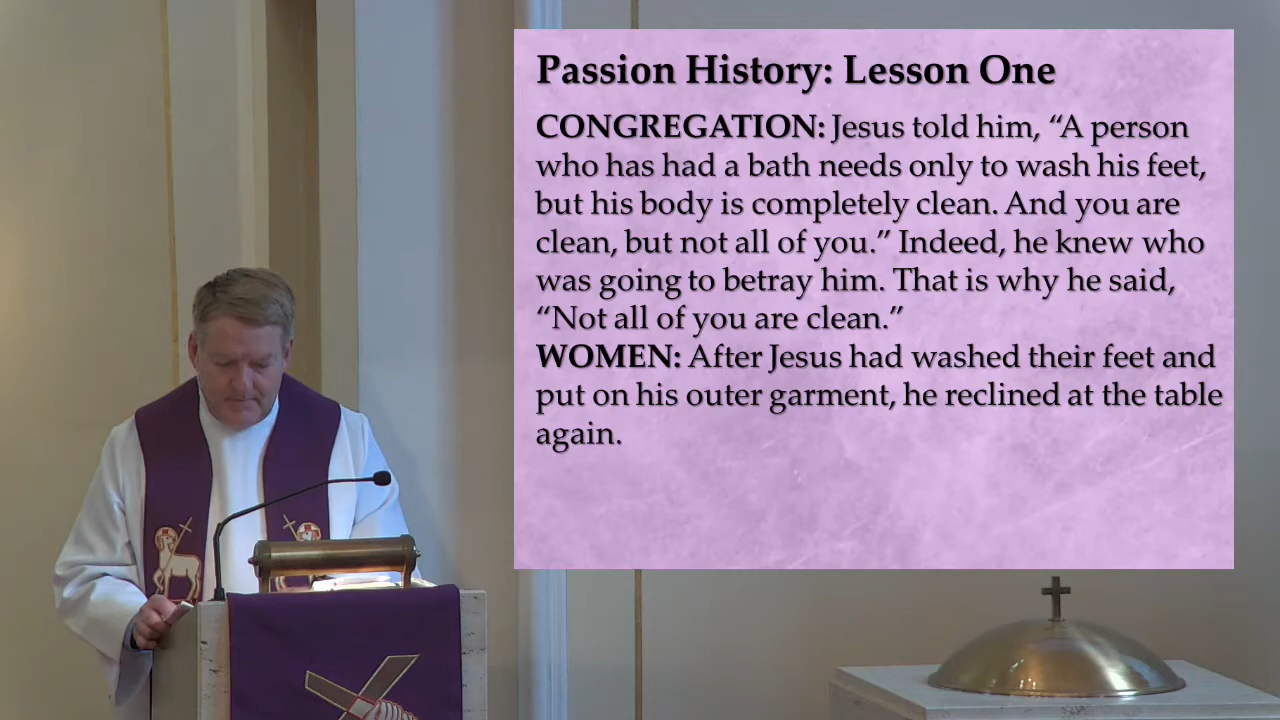 Passion History: Lesson One
CONGREGATION: Jesus told him, “A person
who has had a bath needs only to wash his feet,
but his body is completely clean. And you are
clean, but not all of you.” Indeed, he knew who
was going to betray him. That is why he said,
“Not all of you are clean.”
WOMEN: After Jesus had washed their feet and
put on his outer garment, he reclined at the table
again.